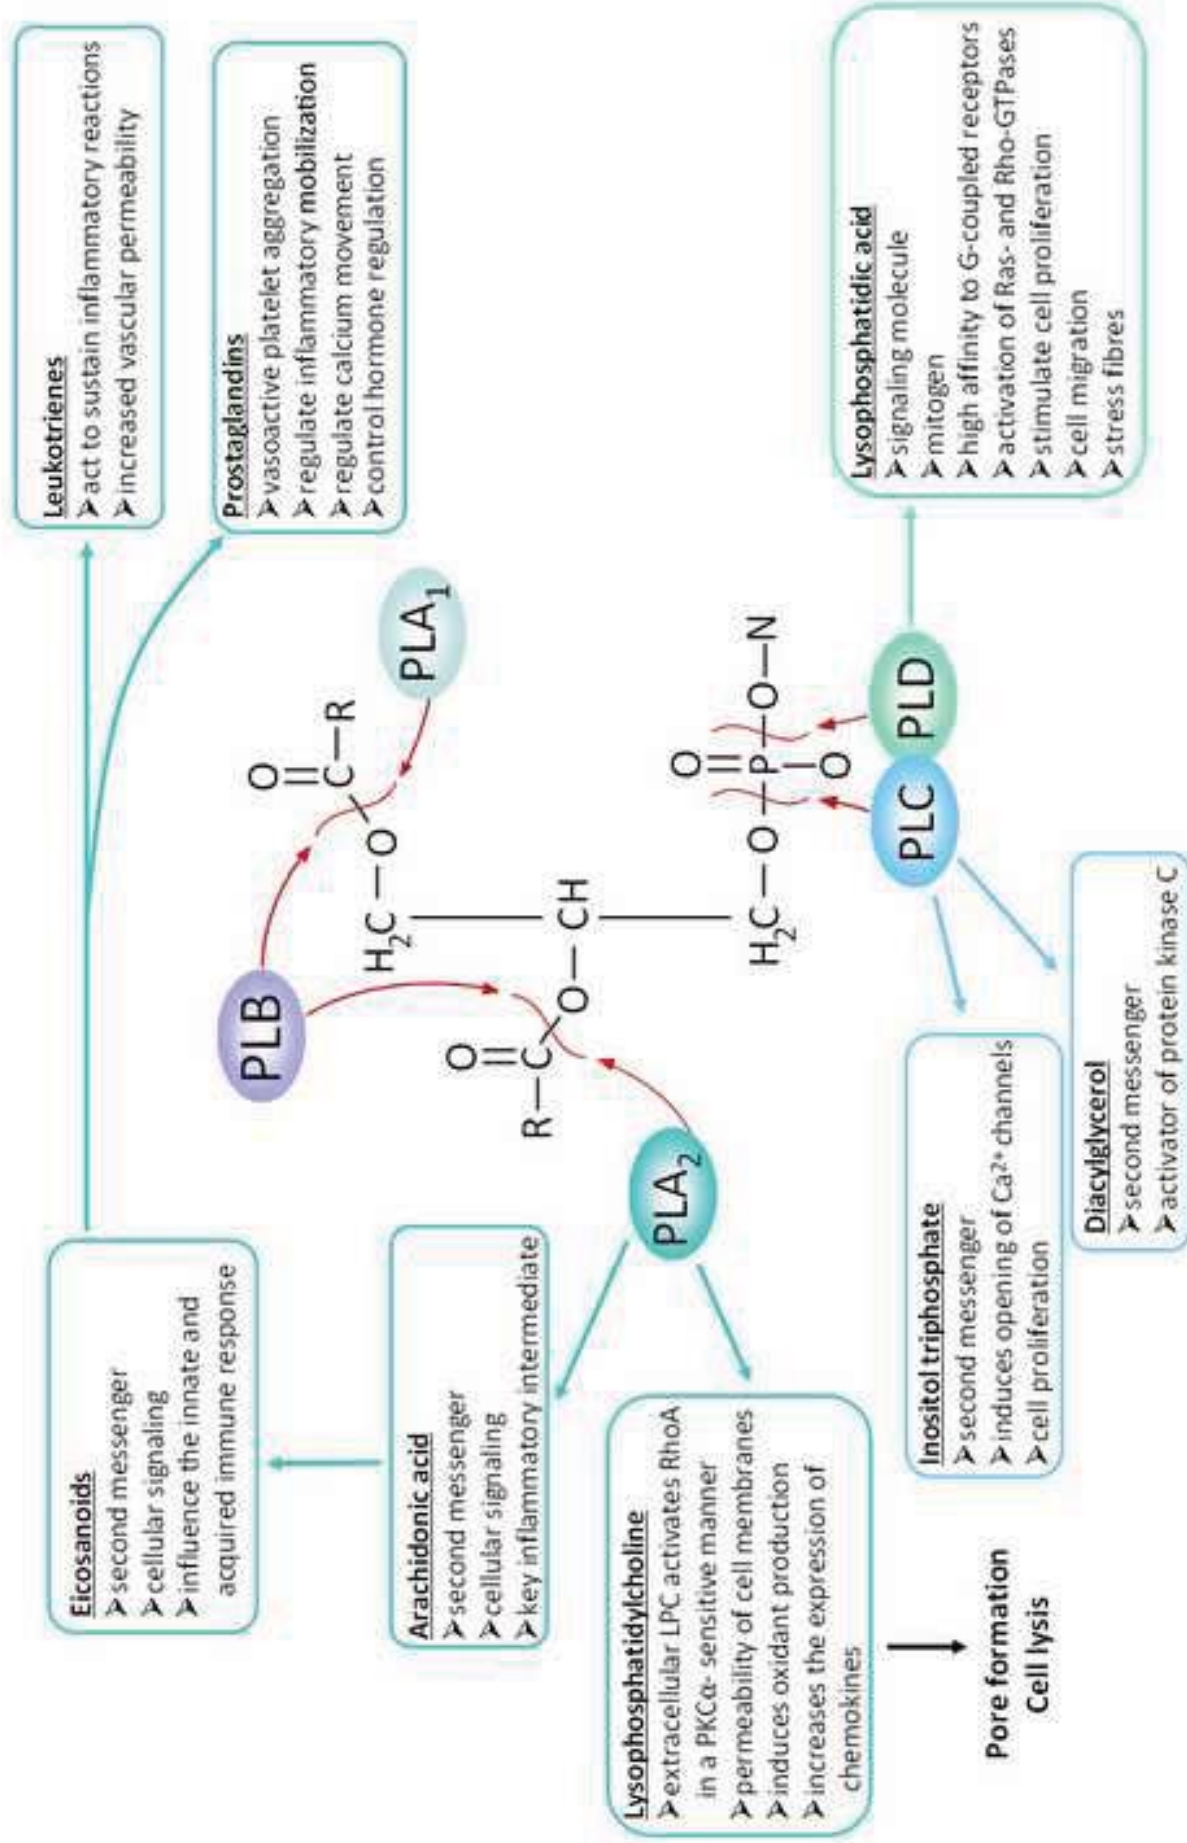 Eicosanoids
➤second messenger
➤cellular signaling
➤influence the innate and
acquired immune response
Leukotrienes
➤act to sustain inflammatory reactions
➤increased vascular permeability
Prostaglandins
➤vasoactive platelet aggregation
➤regulate inflammatory mobilization
➤regulate calcium movement
➤control hormone regulation
Arachidonic acid
➤second messenger
➤cellular signaling
➤key inflammatory intermediate
PLB
PLA₁
O
C—R
H₂C—O
O
R—C
O—CH
PLA₂
O
H₂C—O—P—O—N
O
PLC
PLD
Lysophosphatidylcholine
➤extracellular LPC activates RhoA
in a PKCα- sensitive manner
➤permeability of cell membranes
➤induces oxidant production
➤increases the expression of
chemokines
Pore formation
Cell lysis
Inositol triphosphate
➤second messenger
➤induces opening of Ca²⁺ channels
➤cell proliferation
Diacylglycerol
➤second messenger
➤activator of protein kinase C
Lysophosphatidic acid
➤signaling molecule
➤mitogen
➤high affinity to G-coupled receptors
➤activation of Ras- and Rho-GTPases
➤stimulate cell proliferation
➤cell migration
➤stress fibres